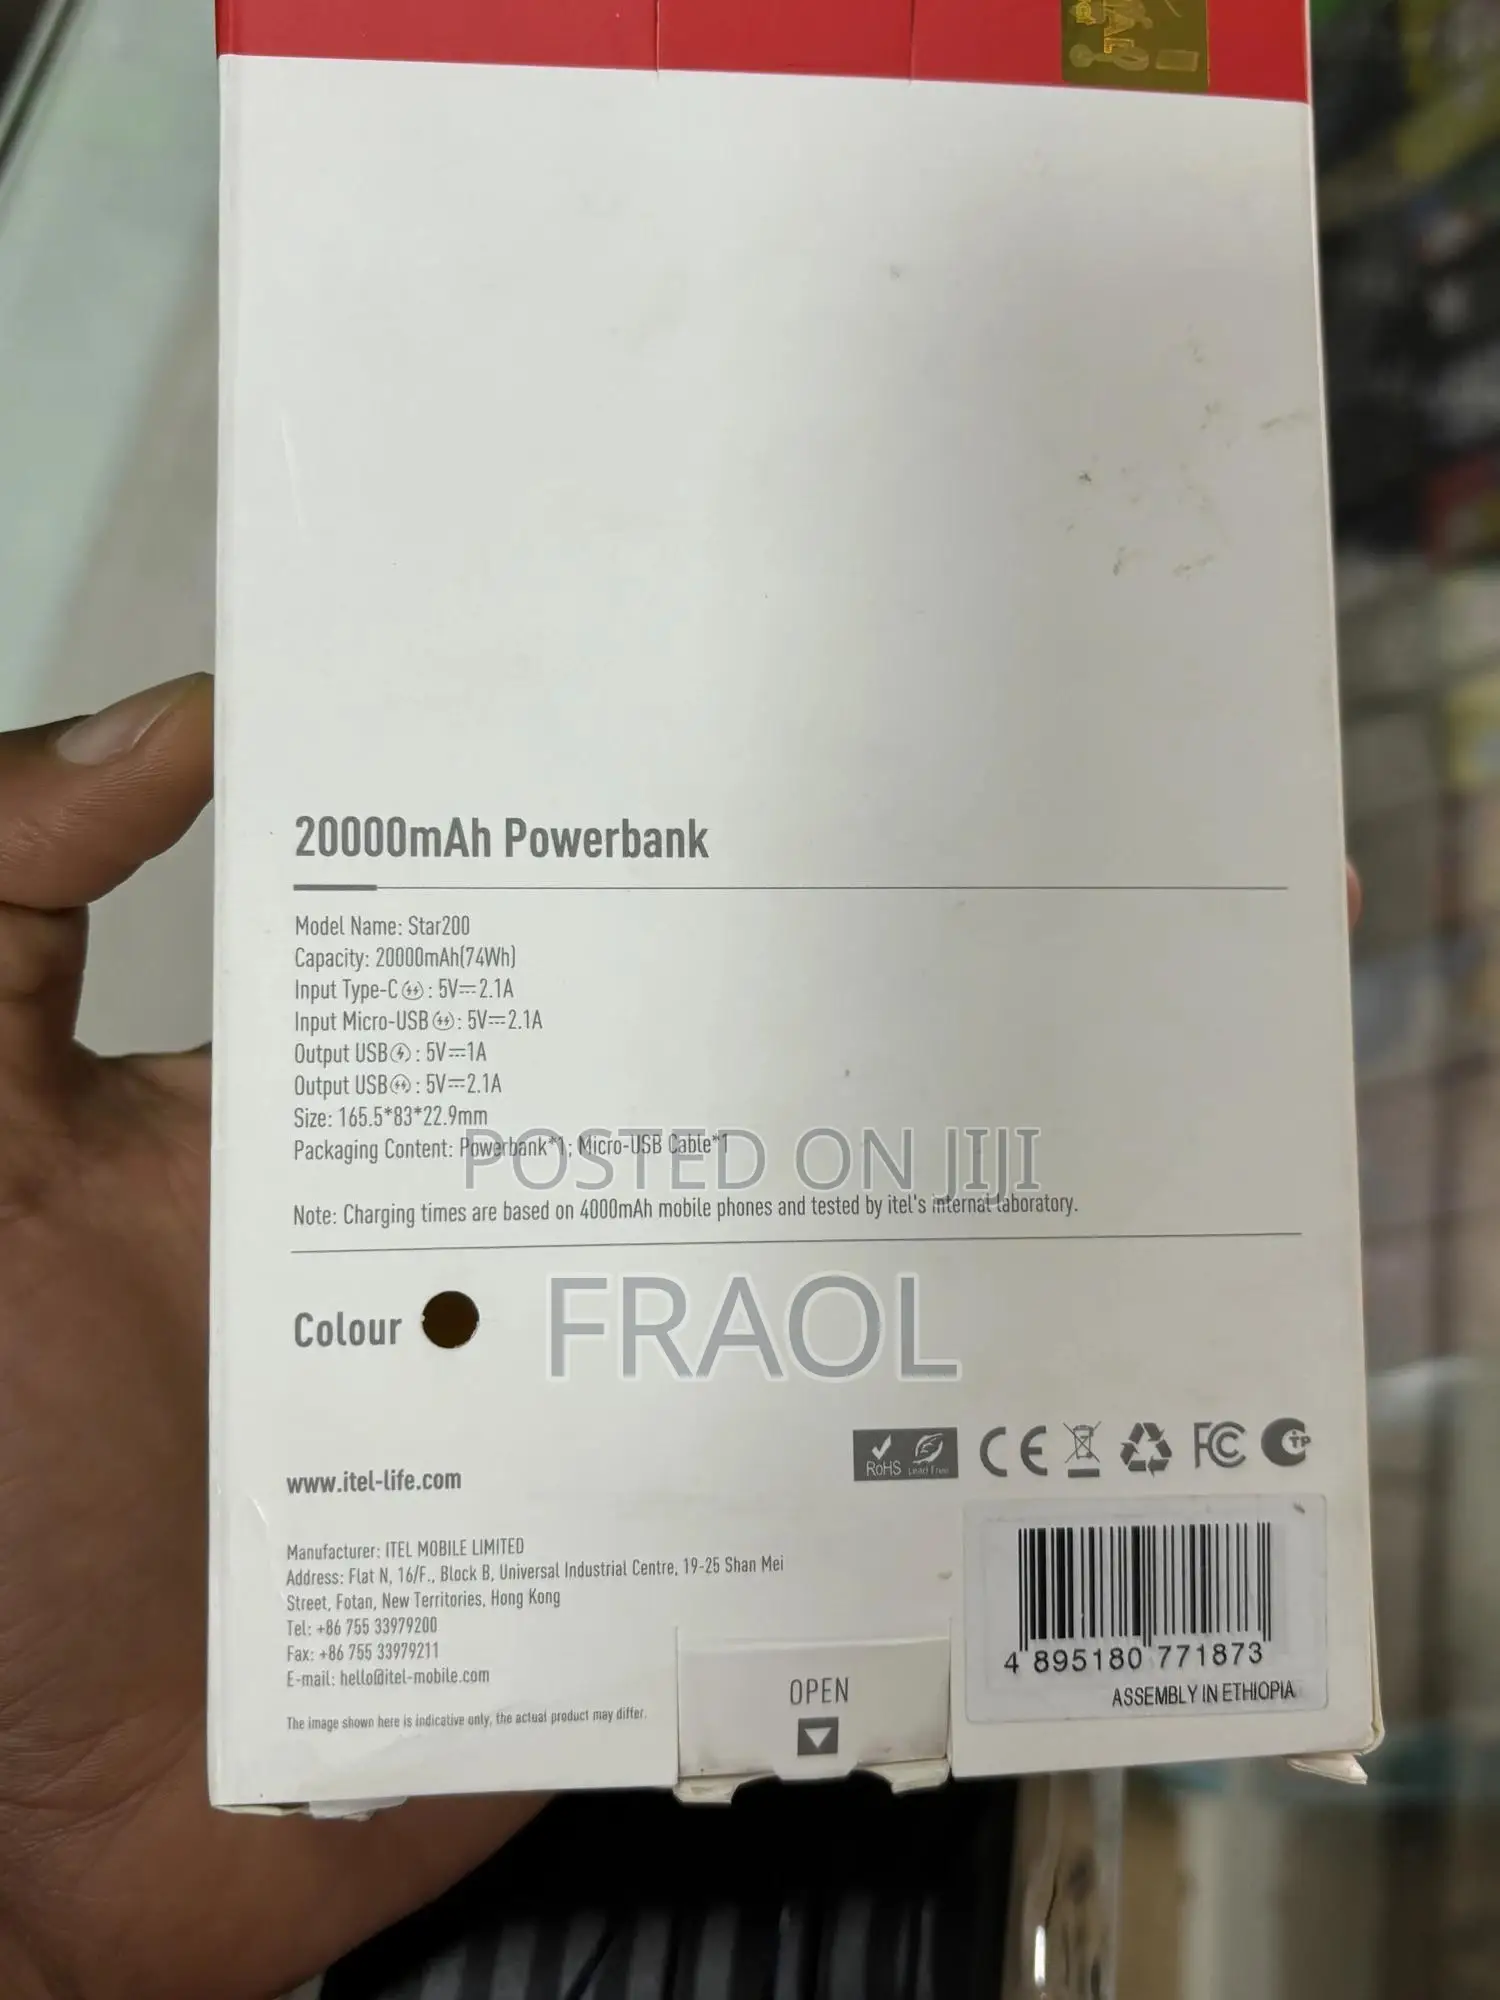 20000mAh Powerbank
Model Name: Star200
Capacity: 20000mAh(74Wh)
Input Type-C : 5V⎓2.1A
Input Micro-USB : 5V⎓2.1A
Output USB : 5V⎓1A
Output USB : 5V⎓2.1A
Size: 165.5*83*22.9mm
Packaging Content: Powerbank*1; Micro-USB Cable*1
POSTED ON JIJI
Note: Charging times are based on 4000mAh mobile phones and tested by itel's internal laboratory.
FRAOL
Colour
RoHS Lead Free CE FC TP
www.itel-life.com
Manufacturer: ITEL MOBILE LIMITED
Address: Flat N, 16/F., Block B, Universal Industrial Centre, 19-25 Shan Mei
Street, Fotan, New Territories, Hong Kong
Tel: +86 755 33979200
Fax: +86 755 33979211
E-mail: hello@itel-mobile.com
The image shown here is indicative only, the actual product may differ.
OPEN
4 895180 771873
ASSEMBLY IN ETHIOPIA